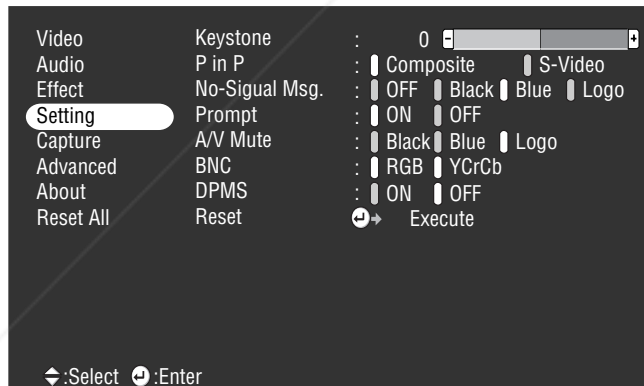 Video Keystone : 0 - +
Audio P in P : Composite S-Video
Effect No-Sigual Msg. : OFF Black Blue Logo
Setting Prompt : ON OFF
Capture A/V Mute : Black Blue Logo
Advanced BNC : RGB YCrCb
About DPMS : ON OFF
Reset All Reset Execute
:Select :Enter